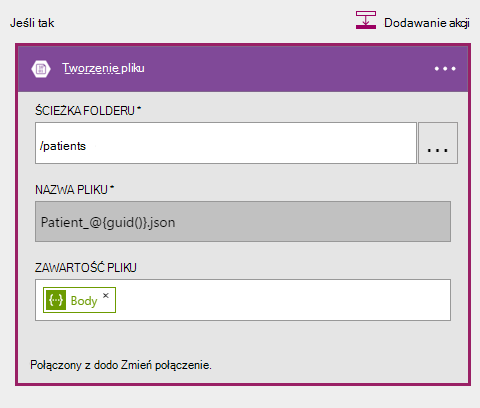 Jeśli tak
Dodawanie akcji
Tworzenie pliku
...
ŚCIEŻKA FOLDERU *
/patients
...
NAZWA PLIKU *
Patient_@{guid()}.json
ZAWARTOŚĆ PLIKU
Body ×
Połączony z dodo Zmień połączenie.